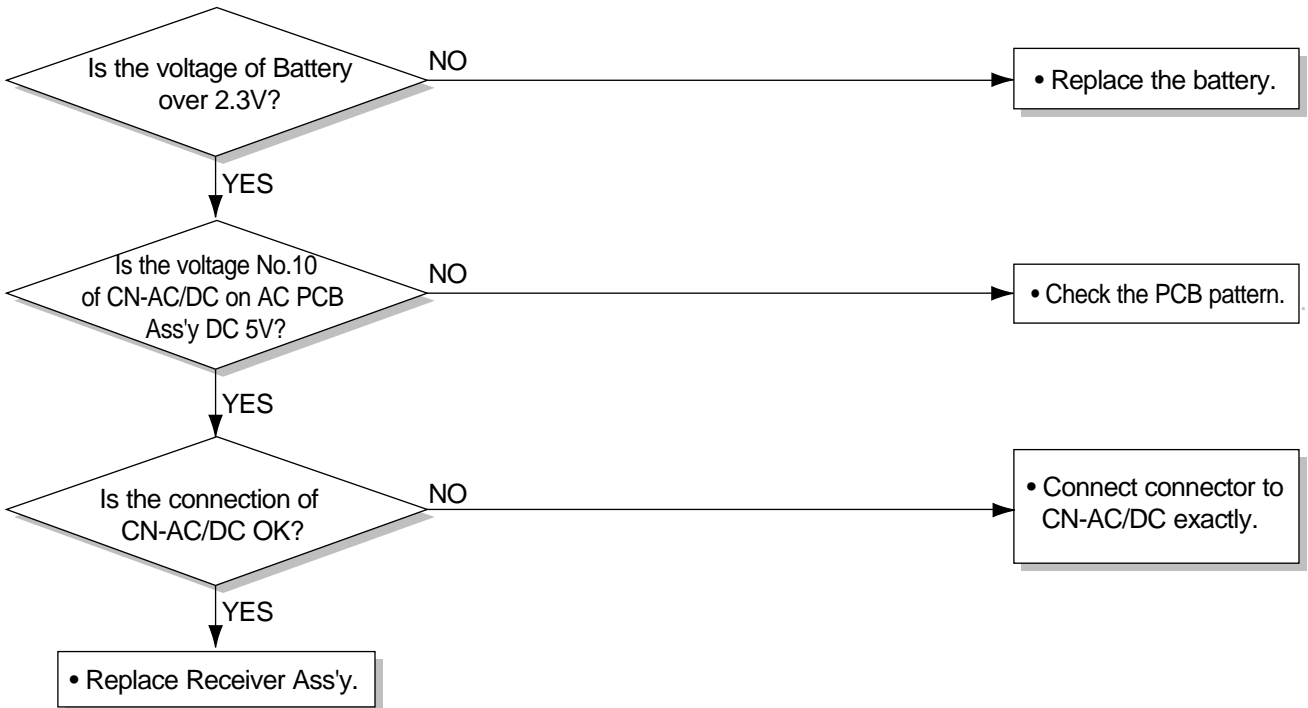 Is the voltage of Battery
over 2.3V?
NO
• Replace the battery.
YES
Is the voltage No.10
of CN-AC/DC on AC PCB
Ass'y DC 5V?
NO
• Check the PCB pattern.
YES
Is the connection of
CN-AC/DC OK?
NO
• Connect connector to
CN-AC/DC exactly.
YES
• Replace Receiver Ass'y.